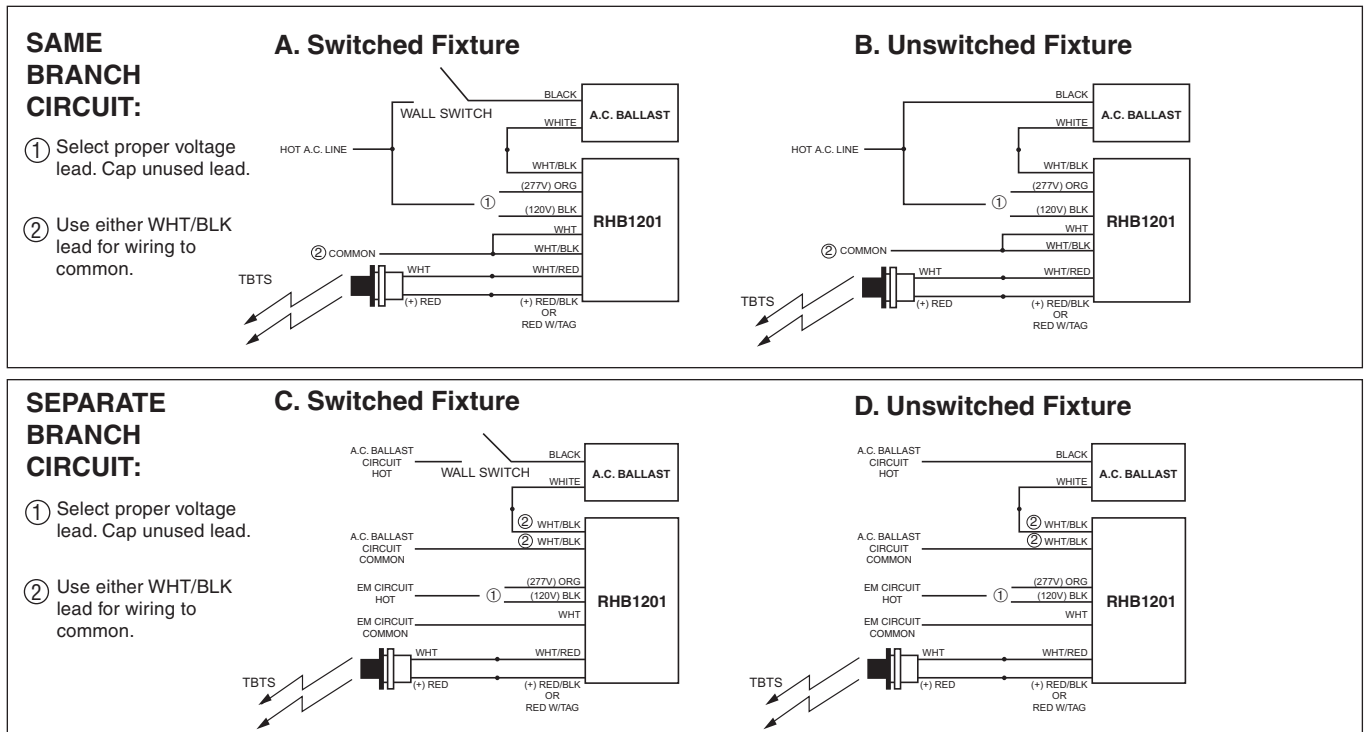 SAME
BRANCH
CIRCUIT:
① Select proper voltage
lead. Cap unused lead.
② Use either WHT/BLK
lead for wiring to
common.
A. Switched Fixture
WALL SWITCH
BLACK
A.C. BALLAST
WHITE
HOT A.C. LINE
WHT/BLK
(277V) ORG
①
(120V) BLK
RHB1201
WHT
② COMMON
WHT/BLK
TBTS
WHT
WHT/RED
(+) RED
(+) RED/BLK
OR
RED W/TAG
B. Unswitched Fixture
BLACK
A.C. BALLAST
WHITE
HOT A.C. LINE
WHT/BLK
(277V) ORG
①
(120V) BLK
RHB1201
WHT
② COMMON
WHT/BLK
TBTS
WHT
WHT/RED
(+) RED
(+) RED/BLK
OR
RED W/TAG
SEPARATE
BRANCH
CIRCUIT:
① Select proper voltage
lead. Cap unused lead.
② Use either WHT/BLK
lead for wiring to
common.
C. Switched Fixture
A.C. BALLAST
CIRCUIT
HOT
WALL SWITCH
BLACK
A.C. BALLAST
WHITE
② WHT/BLK
② WHT/BLK
A.C. BALLAST
CIRCUIT
COMMON
(277V) ORG
EM CIRCUIT
HOT
①
(120V) BLK
RHB1201
WHT
EM CIRCUIT
COMMON
TBTS
WHT
WHT/RED
(+) RED
(+) RED/BLK
OR
RED W/TAG
D. Unswitched Fixture
A.C. BALLAST
CIRCUIT
HOT
BLACK
A.C. BALLAST
WHITE
② WHT/BLK
② WHT/BLK
A.C. BALLAST
CIRCUIT
COMMON
(277V) ORG
EM CIRCUIT
HOT
①
(120V) BLK
RHB1201
WHT
EM CIRCUIT
COMMON
TBTS
WHT
WHT/RED
(+) RED
(+) RED/BLK
OR
RED W/TAG